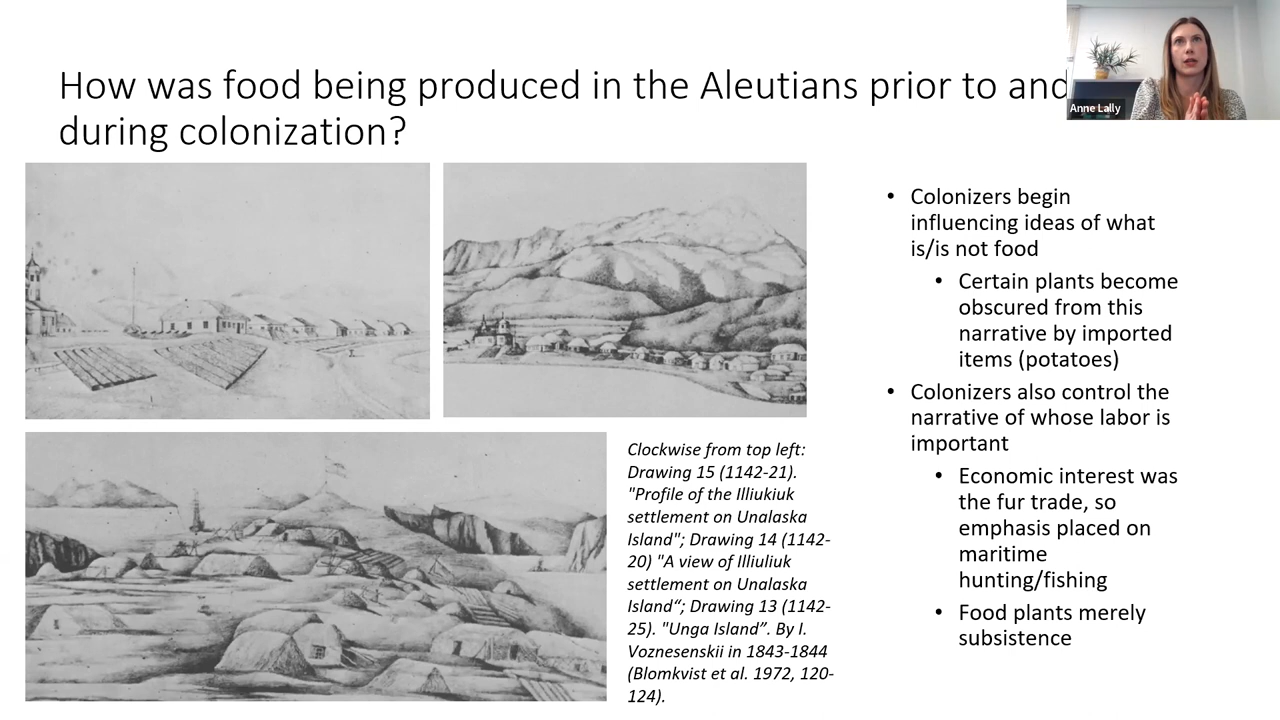 How was food being produced in the Aleutians prior to and
during colonization?
Anne Lally
• Colonizers begin
influencing ideas of what
is/is not food
• Certain plants become
obscured from this
narrative by imported
items (potatoes)
• Colonizers also control the
narrative of whose labor is
important
• Economic interest was
the fur trade, so
emphasis placed on
maritime
hunting/fishing
• Food plants merely
subsistence
Clockwise from top left:
Drawing 15 (1142-21).
"Profile of the Illiukiuk
settlement on Unalaska
Island"; Drawing 14 (1142-
20) "A view of Illiuliuk
settlement on Unalaska
Island“; Drawing 13 (1142-
25). "Unga Island”. By I.
Voznesenskii in 1843-1844
(Blomkvist et al. 1972, 120-
124).